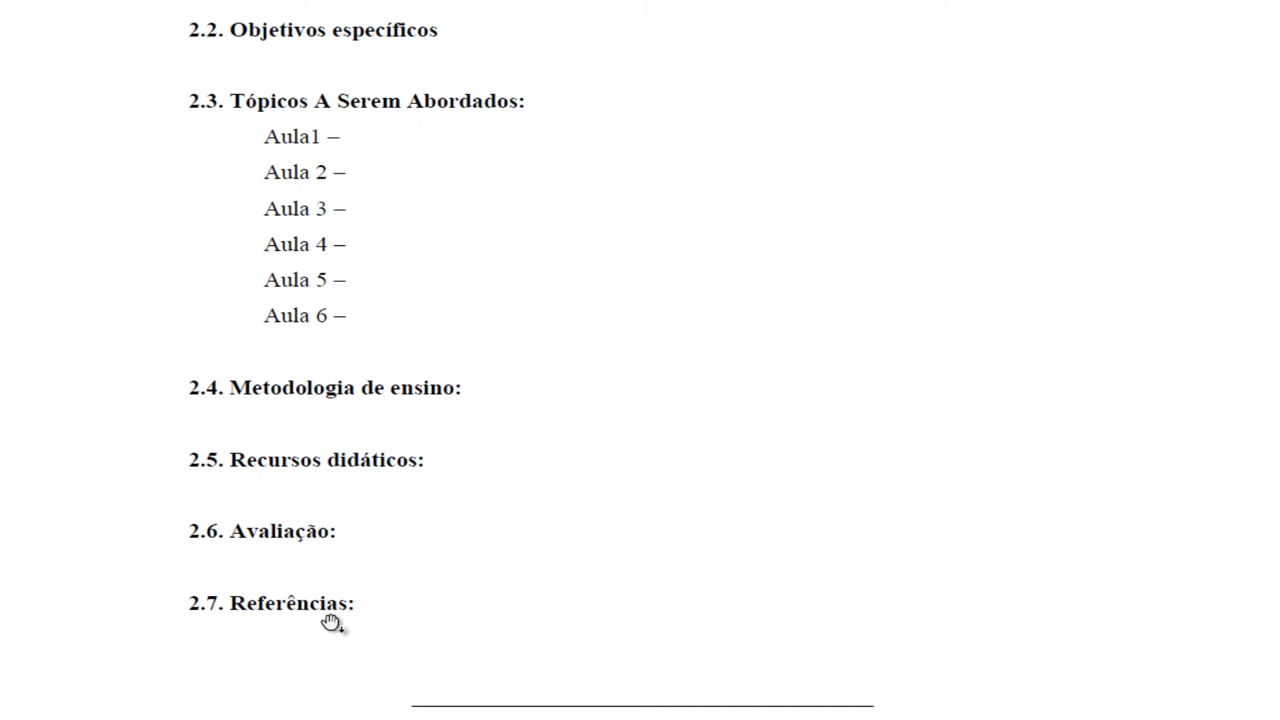 2.2. Objetivos específicos
2.3. Tópicos A Serem Abordados:
Aula1 –
Aula 2 –
Aula 3 –
Aula 4 –
Aula 5 –
Aula 6 –
2.4. Metodologia de ensino:
2.5. Recursos didáticos:
2.6. Avaliação:
2.7. Referências: